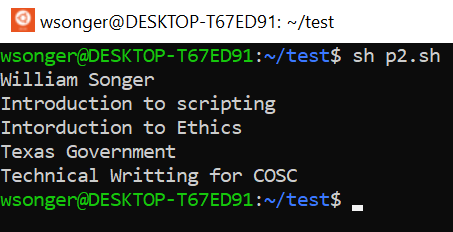 wsonger@DESKTOP-T67ED91: ~/test
wsonger@DESKTOP-T67ED91:~/test$ sh p2.sh
William Songer
Introduction to scripting
Intorduction to Ethics
Texas Government
Technical Writting for COSC
wsonger@DESKTOP-T67ED91:~/test$